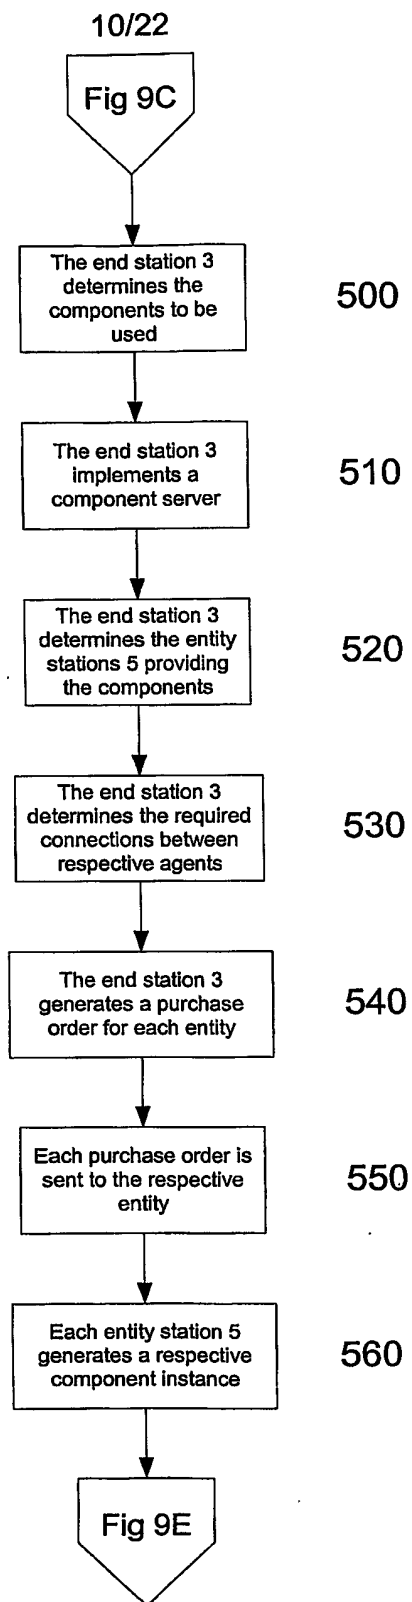 10/22
Fig 9C
The end station 3
determines the
components to be
used
500
The end station 3
implements a
component server
510
The end station 3
determines the entity
stations 5 providing
the components
520
The end station 3
determines the required
connections between
respective agents
530
The end station 3
generates a purchase
order for each entity
540
Each purchase order is
sent to the respective
entity
550
Each entity station 5
generates a respective
component instance
560
Fig 9E